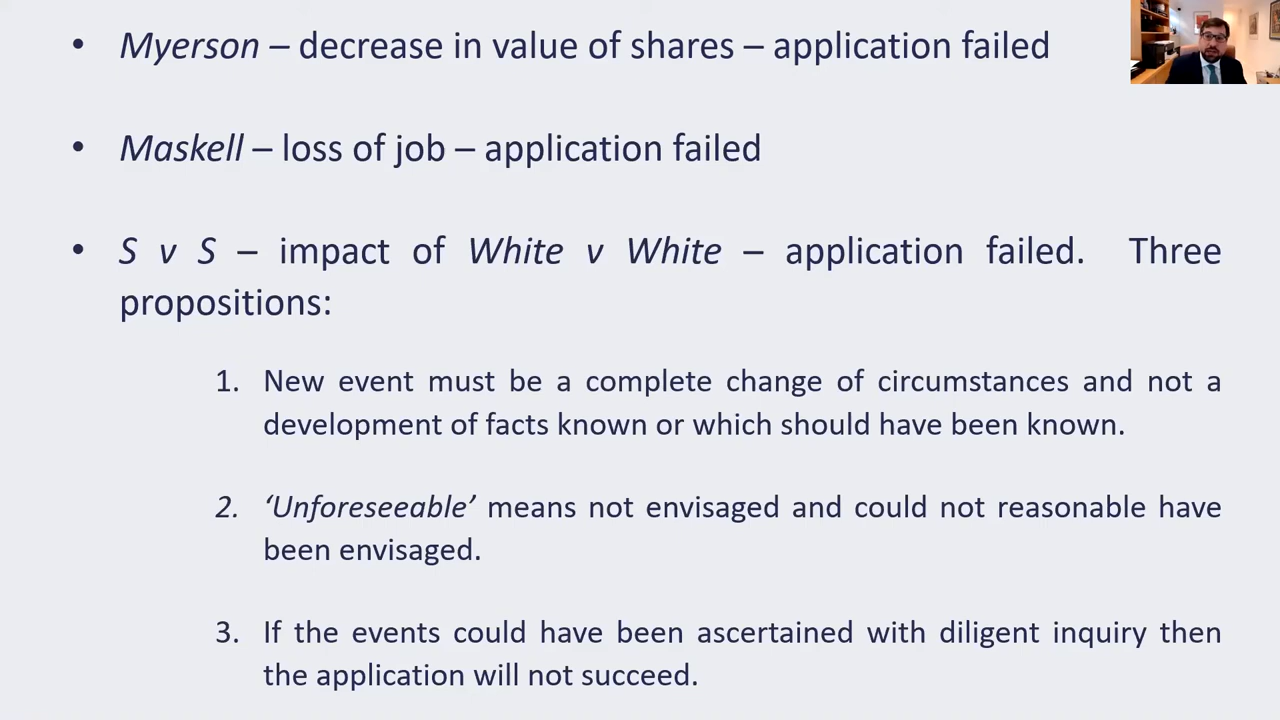 • Myerson – decrease in value of shares – application failed
• Maskell – loss of job – application failed
• S v S – impact of White v White – application failed. Three
propositions:
1. New event must be a complete change of circumstances and not a
development of facts known or which should have been known.
2. ‘Unforeseeable’ means not envisaged and could not reasonable have
been envisaged.
3. If the events could have been ascertained with diligent inquiry then
the application will not succeed.